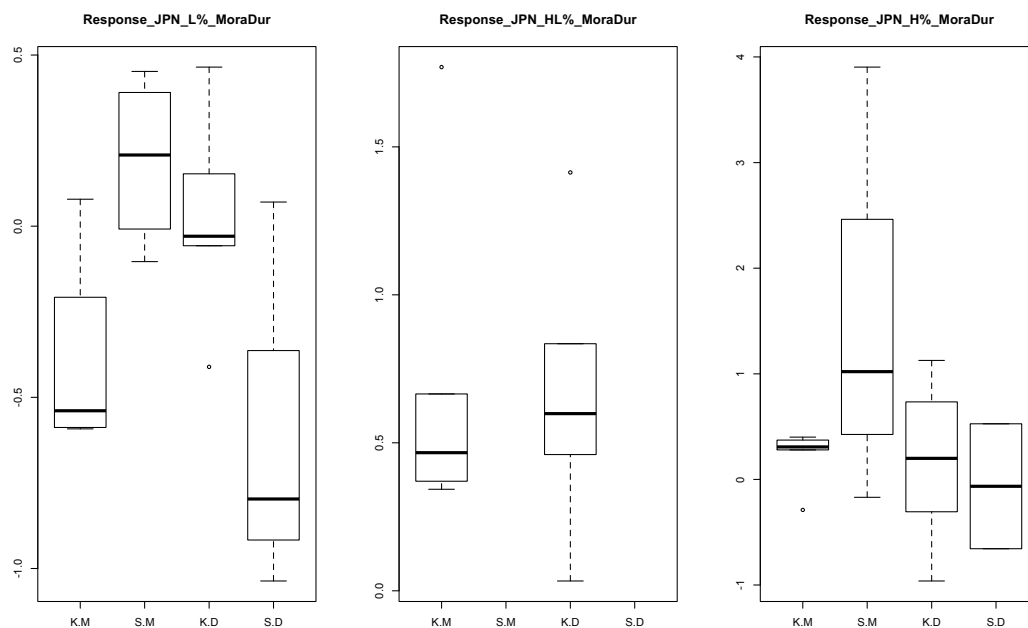 Response_JPN_L%_MoraDur
0.5
0.0
-0.5
-1.0
K.M S.M K.D S.D
Response_JPN_HL%_MoraDur
1.5
1.0
0.5
0.0
K.M S.M K.D S.D
Response_JPN_H%_MoraDur
4
3
2
1
0
-1
K.M S.M K.D S.D